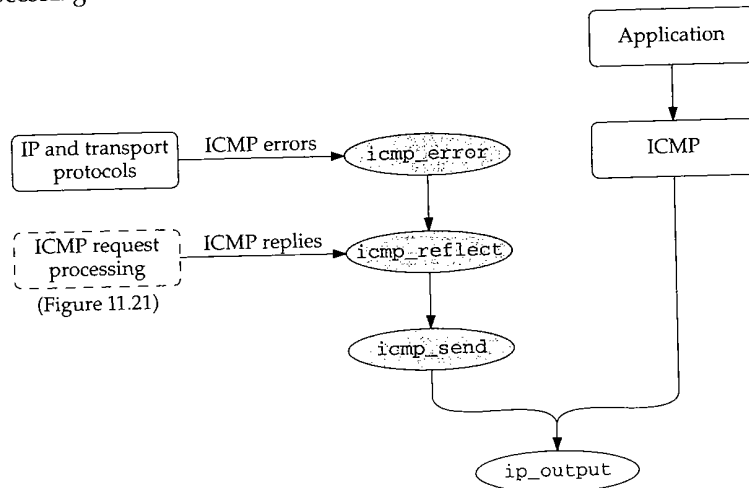 Application
IP and transport
protocols
ICMP errors
icmp_error
ICMP
ICMP request
processing
ICMP replies
icmp_reflect
(Figure 11.21)
icmp_send
ip_output